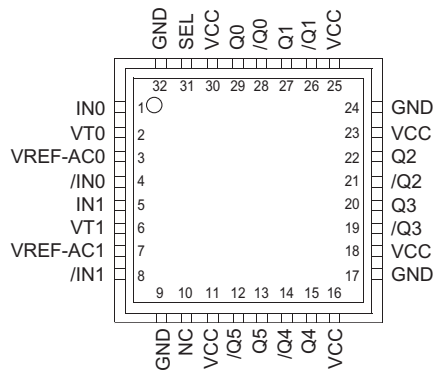 GND SEL VCC Q0 /Q0 Q1 /Q1 VCC
32 31 30 29 28 27 26 25
IN0 1 24 GND
VT0 2 23 VCC
VREF-AC0 3 22 Q2
/IN0 4 21 /Q2
IN1 5 20 Q3
VT1 6 19 /Q3
VREF-AC1 7 18 VCC
/IN1 8 17 GND
9 10 11 12 13 14 15 16
GND NC VCC /Q5 Q5 /Q4 Q4 VCC